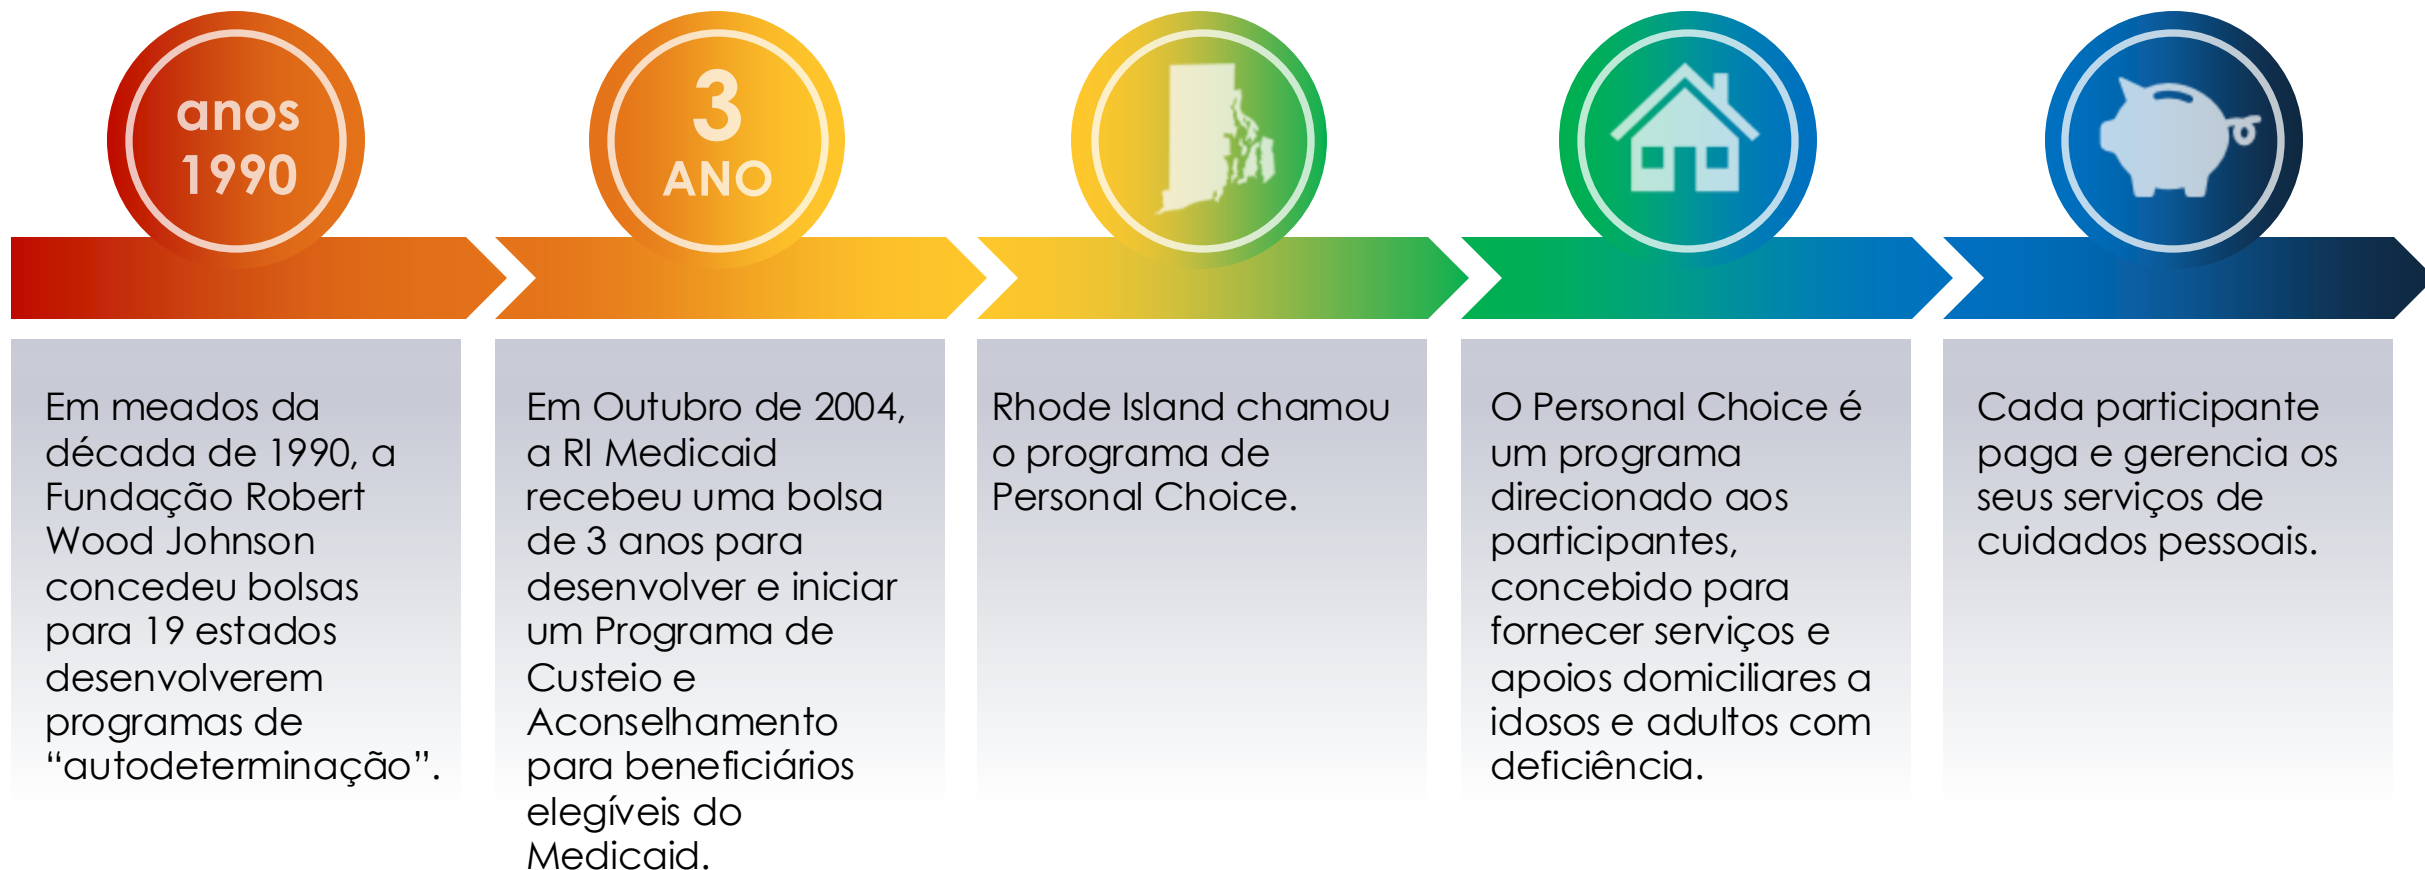 anos
1990
3
ANO
Em meados da
década de 1990, a
Fundação Robert
Wood Johnson
concedeu bolsas
para 19 estados
desenvolverem
programas de
“autodeterminação”.
Em Outubro de 2004,
a RI Medicaid
recebeu uma bolsa
de 3 anos para
desenvolver e iniciar
um Programa de
Custeio e
Aconselhamento
para beneficiários
elegíveis do
Medicaid.
Rhode Island chamou
o programa de
Personal Choice.
O Personal Choice é
um programa
direcionado aos
participantes,
concebido para
fornecer serviços e
apoios domiciliares a
idosos e adultos com
deficiência.
Cada participante
paga e gerencia os
seus serviços de
cuidados pessoais.